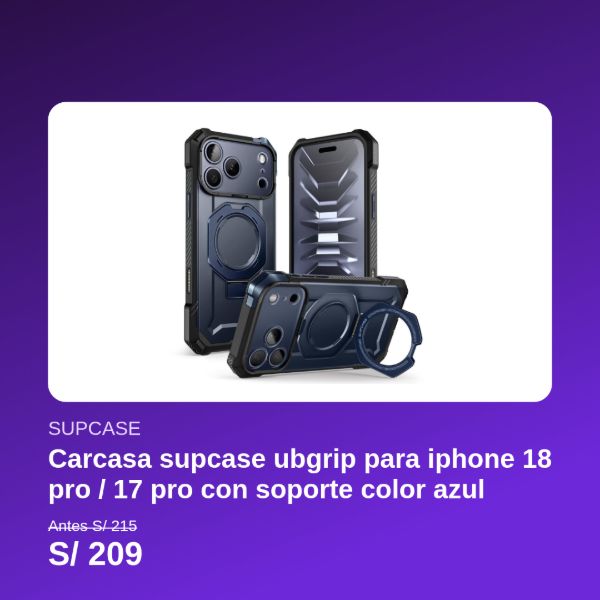 SUPCASE
Carcasa supcase ubgrip para iphone 18
pro / 17 pro con soporte color azul
Antes S/ 215
S/ 209